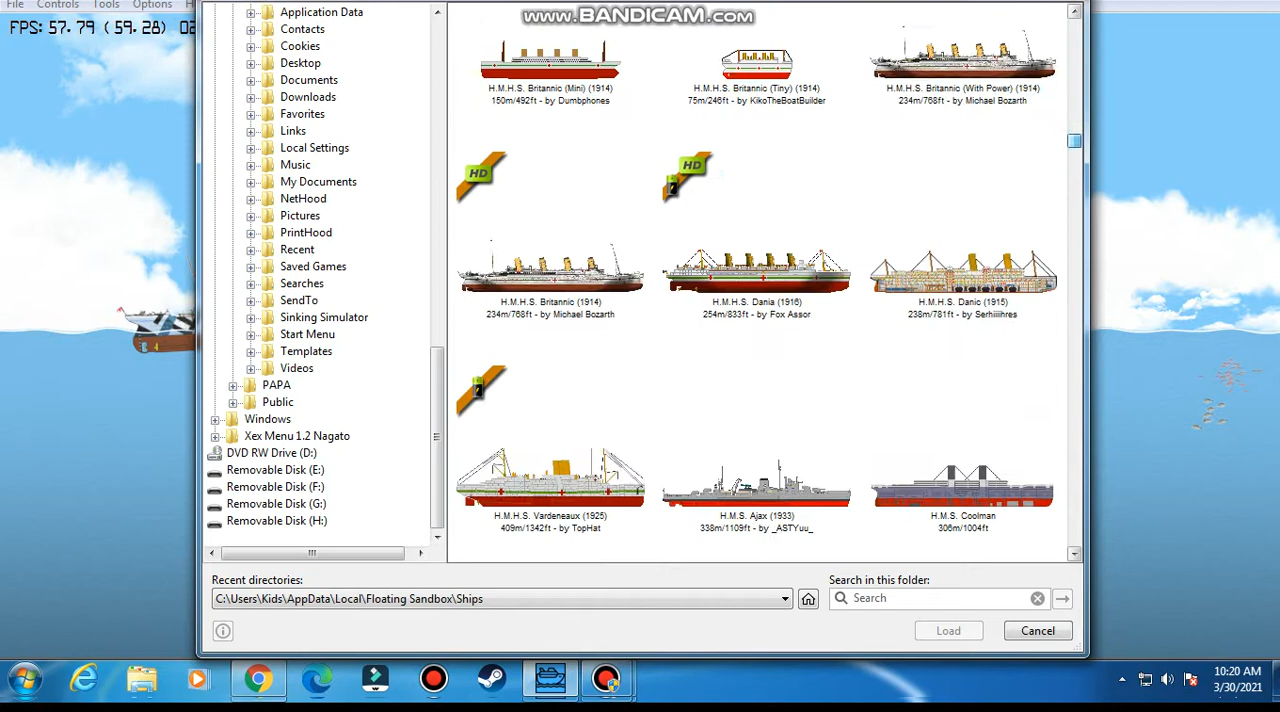 File Controls Tools Options H
FPS: 57.79 (59.28) 02
www.BANDICAM.com
Application Data
Contacts
Cookies
Desktop
Documents
Downloads
Favorites
Links
Local Settings
Music
My Documents
NetHood
Pictures
PrintHood
Recent
Saved Games
Searches
SendTo
Sinking Simulator
Start Menu
Templates
Videos
PAPA
Public
Windows
Xex Menu 1.2 Nagato
DVD RW Drive (D:)
Removable Disk (E:)
Removable Disk (F:)
Removable Disk (G:)
Removable Disk (H:)
H.M.H.S. Britannic (Mini) (1914)
150m/492ft - by Dumbphones
H.M.H.S. Britannic (Tiny) (1914)
75m/246ft - by KikoTheBoatBuilder
H.M.H.S. Britannic (With Power) (1914)
234m/768ft - by Michael Bozarth
HD
HD
H.M.H.S. Britannic (1914)
234m/768ft - by Michael Bozarth
H.M.H.S. Dania (1916)
254m/833ft - by Fox Assor
H.M.H.S. Danic (1915)
238m/781ft - by Serhiiihres
H.M.H.S. Vardeneaux (1925)
409m/1342ft - by TopHat
H.M.S. Ajax (1933)
338m/1109ft - by _ASTYuu_
H.M.S. Coolman
306m/1004ft
Recent directories:
C:\Users\Kids\AppData\Local\Floating Sandbox\Ships
Search in this folder:
Search
Load
Cancel
10:20 AM
3/30/2021